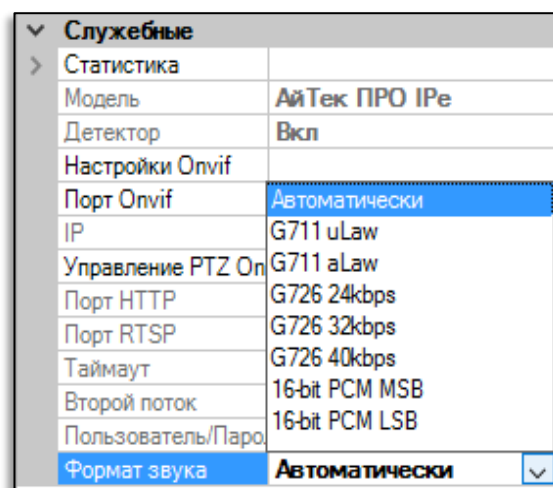 Служебные
Статистика
Модель АйТек ПРО IPe
Детектор Вкл
Настройки Onvif
Порт Onvif Автоматически
IP G711 uLaw
G711 aLaw
Управление PTZ On
G726 24kbps
Порт HTTP
G726 32kbps
Порт RTSP
G726 40kbps
Таймаут
16-bit PCM MSB
Второй поток
16-bit PCM LSB
Пользователь/Паро
Формат звука Автоматически